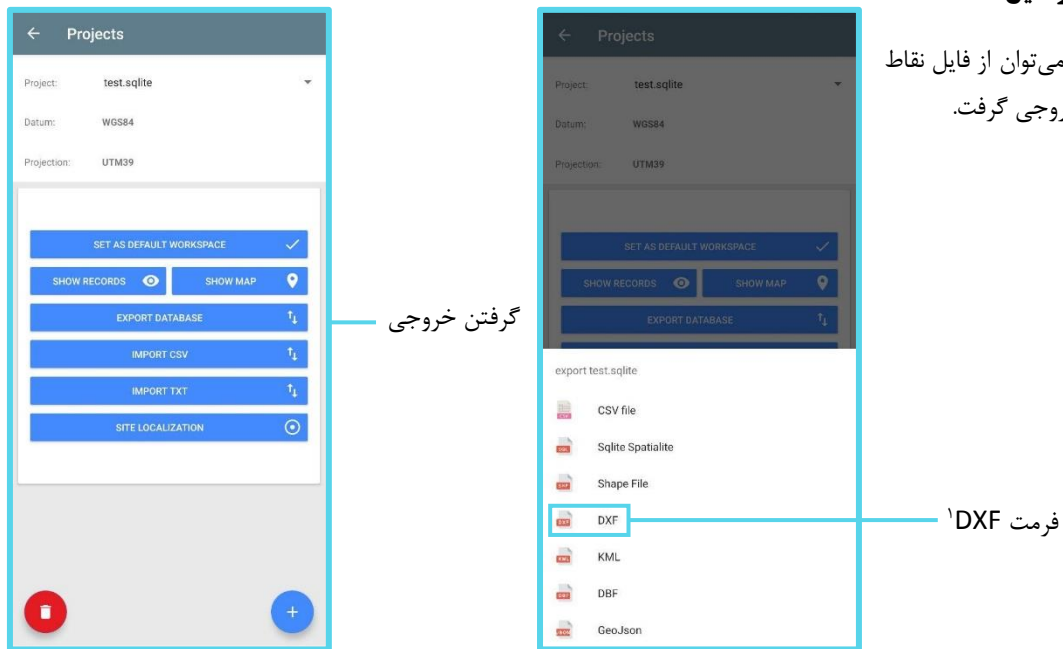 می‌توان از فایل نقاط
گرفت.
Projects
Project: test.sqlite
Datum: WGS84
Projection: UTM39
SET AS DEFAULT WORKSPACE
SHOW RECORDS
SHOW MAP
EXPORT DATABASE
IMPORT CSV
IMPORT TXT
SITE LOCALIZATION
گرفتن خروجی
Projects
Project: test.sqlite
Datum: WGS84
Projection: UTM39
SET AS DEFAULT WORKSPACE
SHOW RECORDS
SHOW MAP
EXPORT DATABASE
export test.sqlite
CSV file
Sqlite Spatialite
Shape File
DXF
KML
DBF
GeoJson
فرمت DXF۱